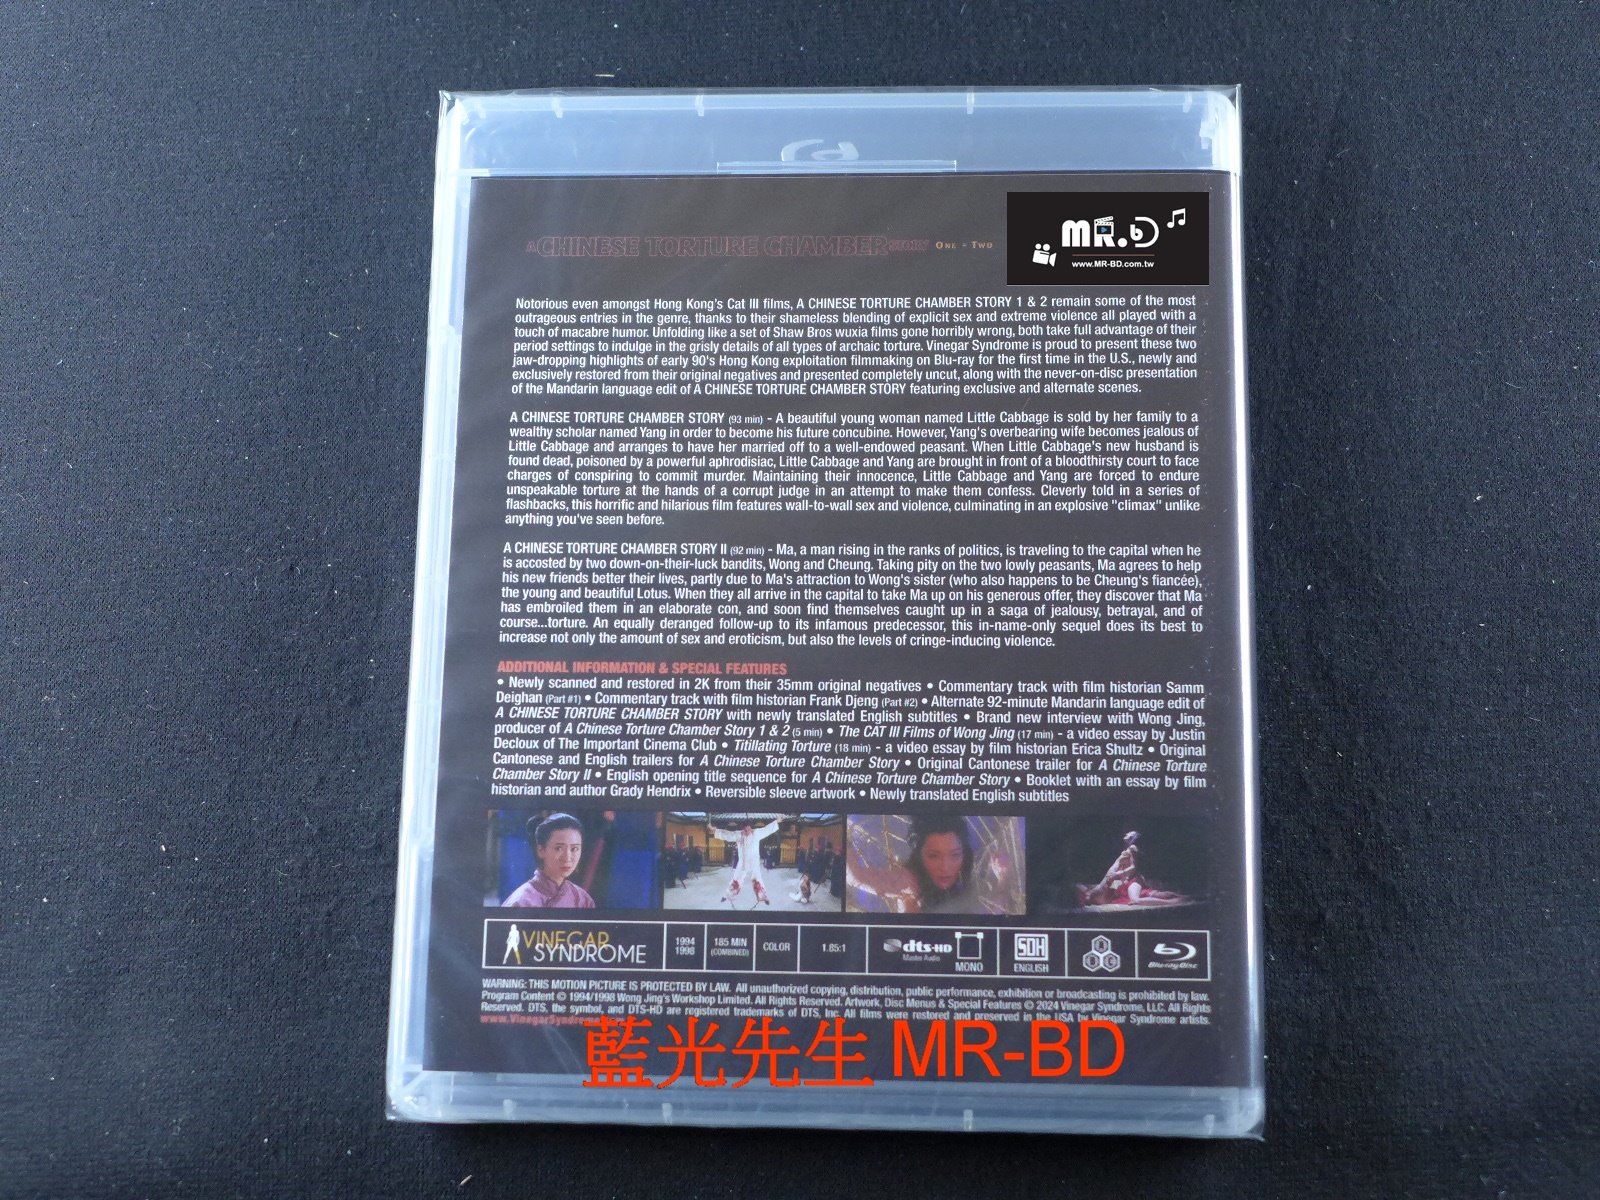 A CHINESE TORTURE CHAMBER STORY ONE + TWO
MR.bD
www.MR-BD.com.tw
Notorious even amongst Hong Kong's Cat III films, A CHINESE TORTURE CHAMBER STORY 1 & 2 remain some of the most
outrageous entries in the genre, thanks to their shameless blending of explicit sex and extreme violence all played with a
touch of macabre humor. Unfolding like a set of Shaw Bros wuxia films gone horribly wrong, both take full advantage of their
period settings to indulge in the grisly details of all types of archaic torture. Vinegar Syndrome is proud to present these two
jaw-dropping highlights of early 90's Hong Kong exploitation filmmaking on Blu-ray for the first time in the U.S., newly and
exclusively restored from their original negatives and presented completely uncut, along with the never-on-disc presentation
of the Mandarin language edit of A CHINESE TORTURE CHAMBER STORY featuring exclusive and alternate scenes.
A CHINESE TORTURE CHAMBER STORY (93 min) - A beautiful young woman named Little Cabbage is sold by her family to a
wealthy scholar named Yang in order to become his future concubine. However, Yang's overbearing wife becomes jealous of
Little Cabbage and arranges to have her married off to a well-endowed peasant. When Little Cabbage's new husband is
found dead, poisoned by a powerful aphrodisiac, Little Cabbage and Yang are brought in front of a bloodthirsty court to face
charges of conspiring to commit murder. Maintaining their innocence, Little Cabbage and Yang are forced to endure
unspeakable torture at the hands of a corrupt judge in an attempt to make them confess. Cleverly told in a series of
flashbacks, this horrific and hilarious film features wall-to-wall sex and violence, culminating in an explosive "climax" unlike
anything you've seen before.
A CHINESE TORTURE CHAMBER STORY II (92 min) - Ma, a man rising in the ranks of politics, is traveling to the capital when he
is accosted by two down-on-their-luck bandits, Wong and Cheung. Taking pity on the two lowly peasants, Ma agrees to help
his new friends better their lives, partly due to Ma's attraction to Wong's sister (who also happens to be Cheung's fiancée),
the young and beautiful Lotus. When they all arrive in the capital to take Ma up on his generous offer, they discover that Ma
has embroiled them in an elaborate con, and soon find themselves caught up in a saga of jealousy, betrayal, and of
course...torture. An equally deranged follow-up to its infamous predecessor, this in-name-only sequel does its best to
increase not only the amount of sex and eroticism, but also the levels of cringe-inducing violence.
ADDITIONAL INFORMATION & SPECIAL FEATURES
• Newly scanned and restored in 2K from their 35mm original negatives • Commentary track with film historian Samm
Deighan (Part #1) • Commentary track with film historian Frank Djeng (Part #2) • Alternate 92-minute Mandarin language edit of
A CHINESE TORTURE CHAMBER STORY with newly translated English subtitles • Brand new interview with Wong Jing,
producer of A Chinese Torture Chamber Story 1 & 2 (5 min) • The CAT III Films of Wong Jing (17 min) - a video essay by Justin
Decloux of The Important Cinema Club • Titillating Torture (18 min) - a video essay by film historian Erica Shultz • Original
Cantonese and English trailers for A Chinese Torture Chamber Story • Original Cantonese trailer for A Chinese Torture
Chamber Story II • English opening title sequence for A Chinese Torture Chamber Story • Booklet with an essay by film
historian and author Grady Hendrix • Reversible sleeve artwork • Newly translated English subtitles
VINEGAR SYNDROME
1994
1998
185 MIN
(COMBINED)
COLOR
1.85:1
dts-HD
Master Audio
MONO
SDH
ENGLISH
ABC
Blu-ray Disc
WARNING: THIS MOTION PICTURE IS PROTECTED BY LAW. All unauthorized copying, distribution, public performance, exhibition or broadcasting is prohibited by law.
Program Content © 1994/1998 Wong Jing's Workshop Limited. All Rights Reserved. Artwork, Disc Menus & Special Features © 2024 Vinegar Syndrome, LLC. All Rights
Reserved. DTS, the symbol, and DTS-HD are registered trademarks of DTS, Inc. All films were restored and preserved in the USA by Vinegar Syndrome artists.
www.VinegarSyndrome
藍光先生 MR-BD